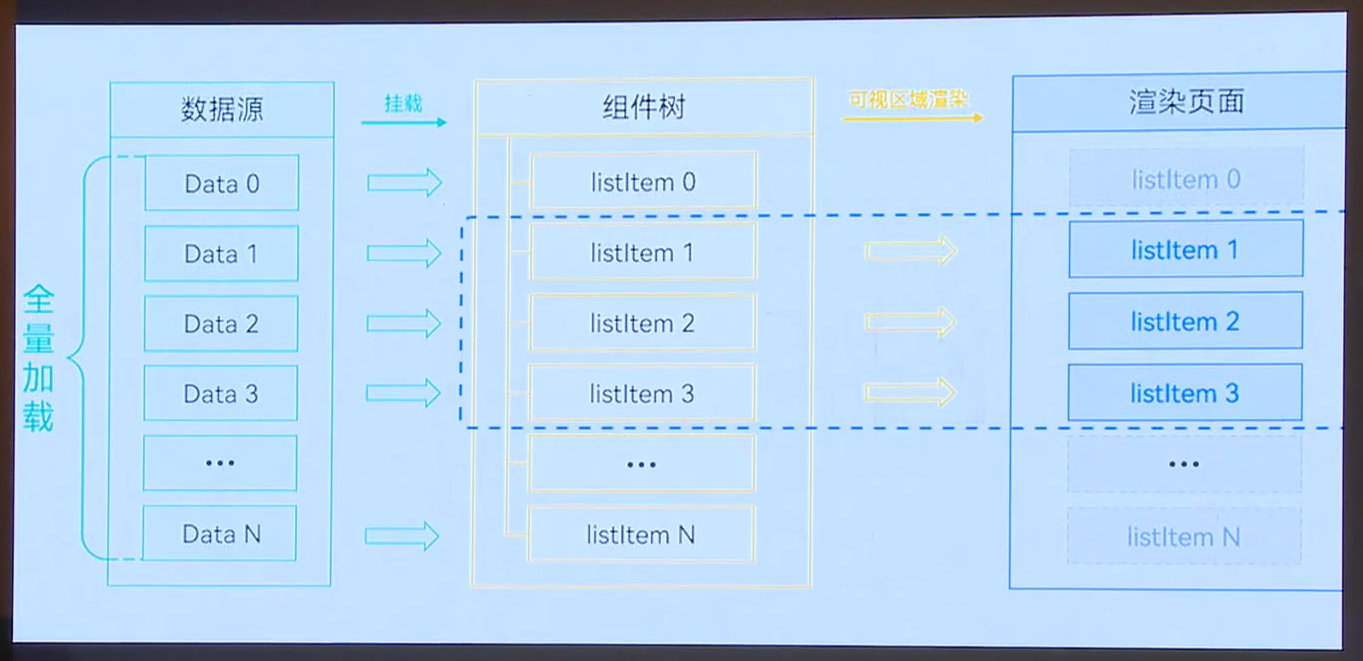 数据源
挂载
组件树
可视区域渲染
渲染页面
全量加载
Data 0
listItem 0
listItem 0
Data 1
listItem 1
listItem 1
Data 2
listItem 2
listItem 2
Data 3
listItem 3
listItem 3
...
...
...
Data N
listItem N
listItem N